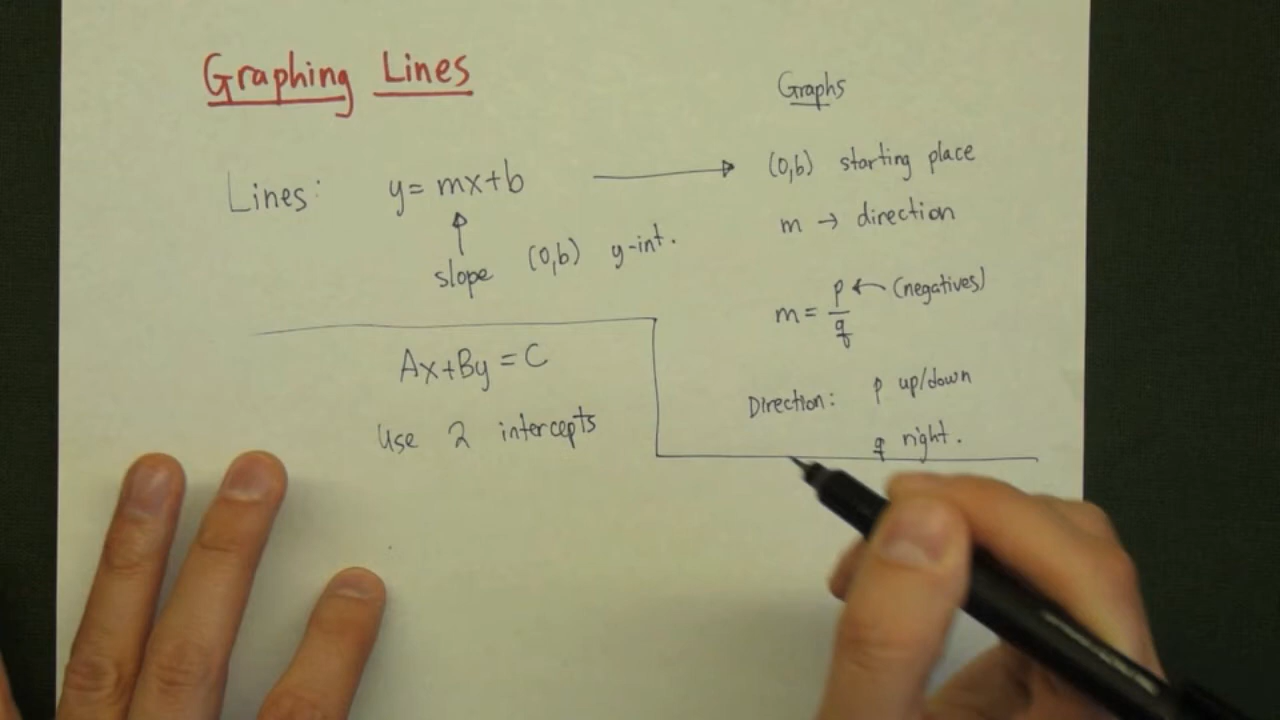 Graphing Lines
Lines: y=mx+b
slope (0,b) y-int.
Ax+By=C
Use 2 intercepts
Graphs
(0,b) starting place
m → direction
m = p/q ← (negatives)
Direction: p up/down
q right.